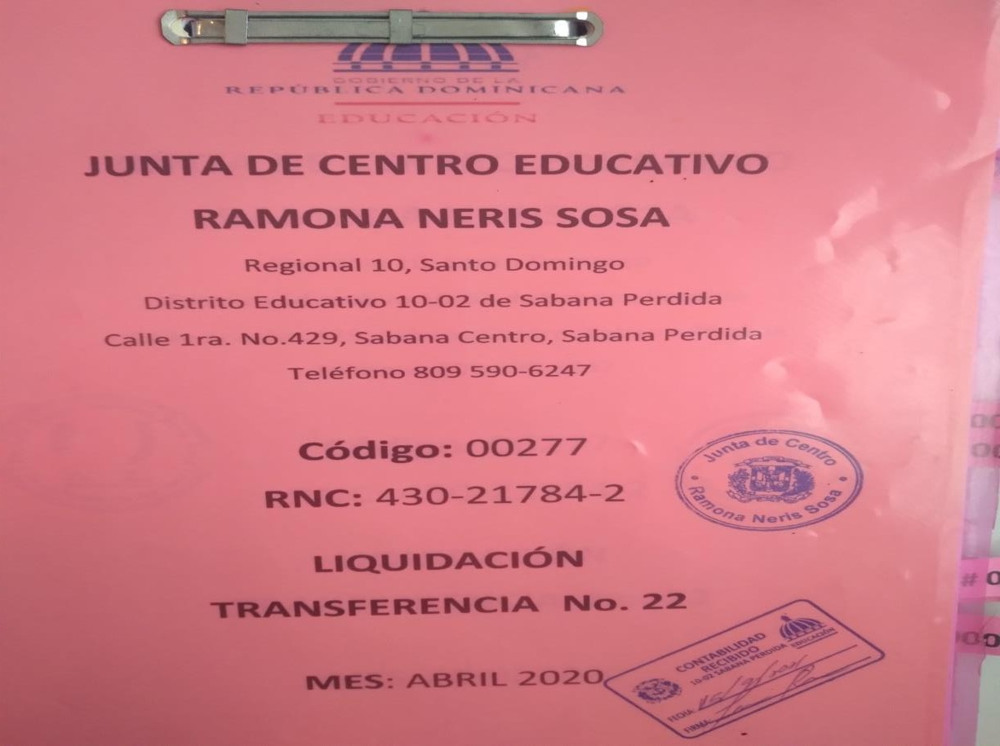 GOBIERNO DE LA
REPÚBLICA DOMINICANA
EDUCACIÓN
JUNTA DE CENTRO EDUCATIVO
RAMONA NERIS SOSA
Regional 10, Santo Domingo
Distrito Educativo 10-02 de Sabana Perdida
Calle 1ra. No.429, Sabana Centro, Sabana Perdida
Teléfono 809 590-6247
Código: 00277
RNC: 430-21784-2
Junta de Centro
Ramona Neris Sosa
LIQUIDACIÓN
TRANSFERENCIA No. 22
MES: ABRIL 2020
EDUCACIÓN
CONTABILIDAD
RECIBIDO
10-02 SABANA PERDIDA
FECHA:
FIRMA: